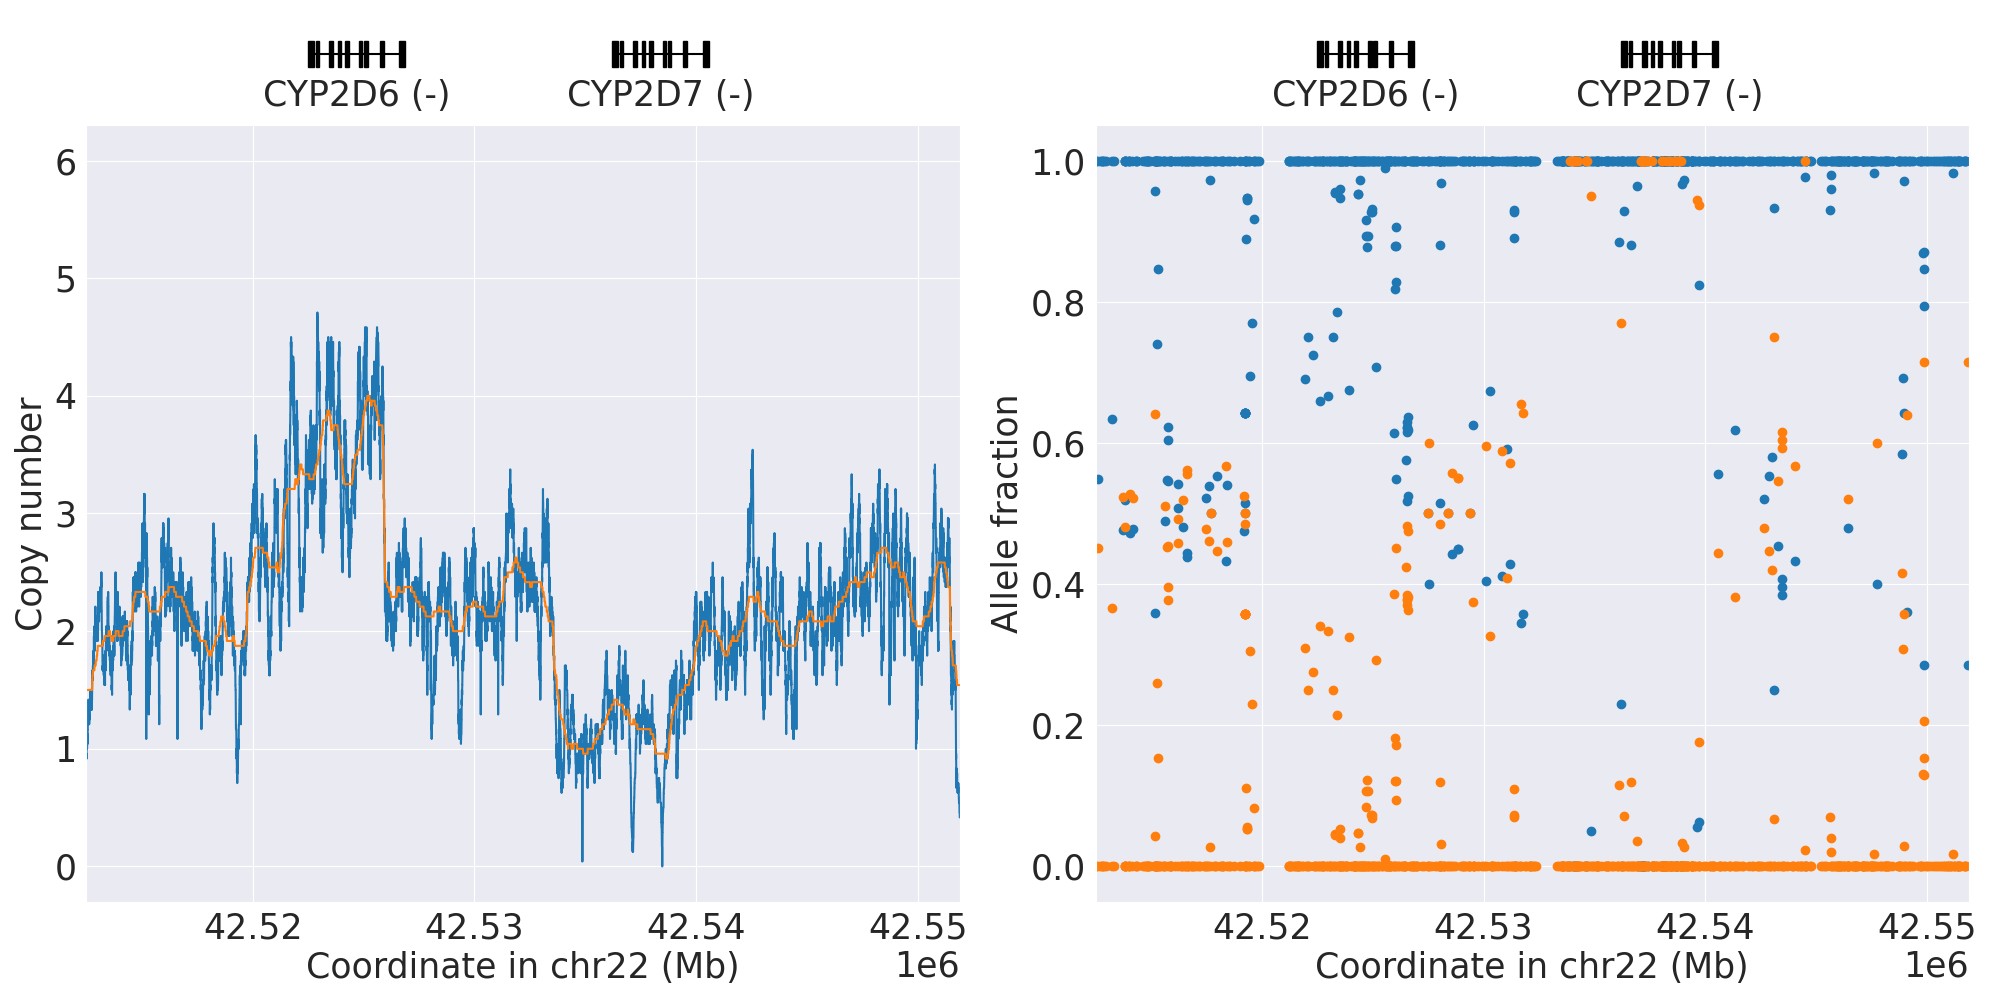 CYP2D6 (-) CYP2D7 (-)
Copy number
6
5
4
3
2
1
0
42.52 42.53 42.54 42.55
Coordinate in chr22 (Mb)
1e6
CYP2D6 (-) CYP2D7 (-)
Allele fraction
1.0
0.8
0.6
0.4
0.2
0.0
42.52 42.53 42.54 42.55
Coordinate in chr22 (Mb)
1e6